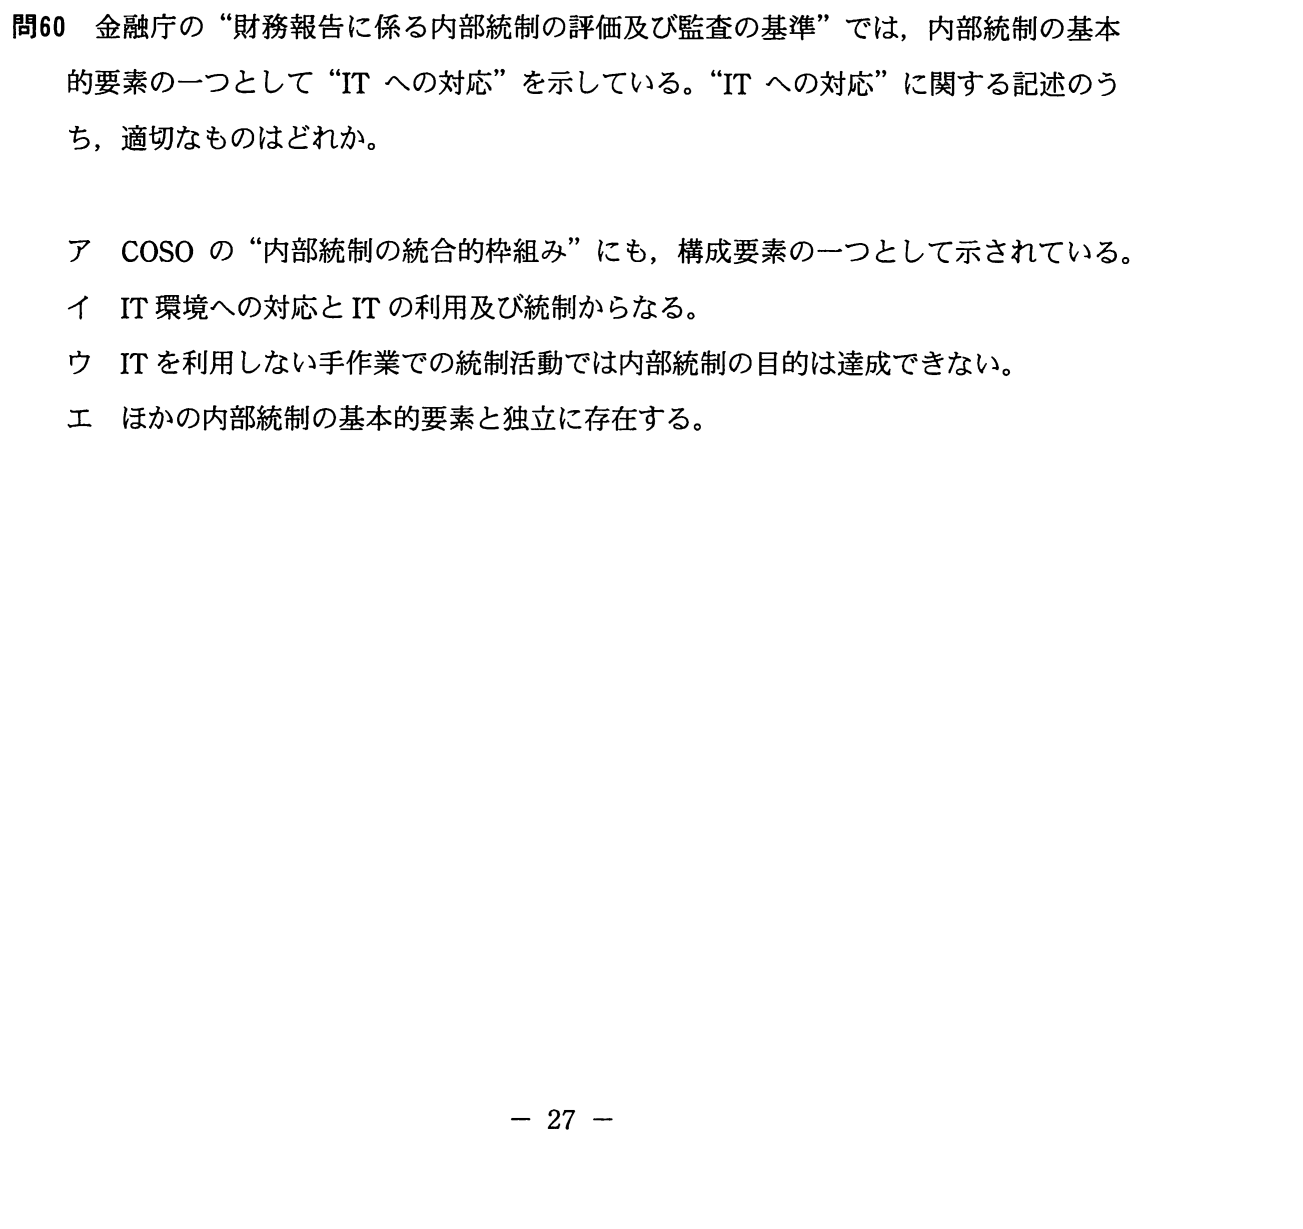 問60 金融庁の“財務報告に係る内部統制の評価及び監査の基準”では，内部統制の基本
的要素の一つとして“IT への対応”を示している。“IT への対応”に関する記述のう
ち，適切なものはどれか。
ア COSO の“内部統制の統合的枠組み”にも，構成要素の一つとして示されている。
イ IT 環境への対応と IT の利用及び統制からなる。
ウ IT を利用しない手作業での統制活動では内部統制の目的は達成できない。
エ ほかの内部統制の基本的要素と独立に存在する。
－ 27 －